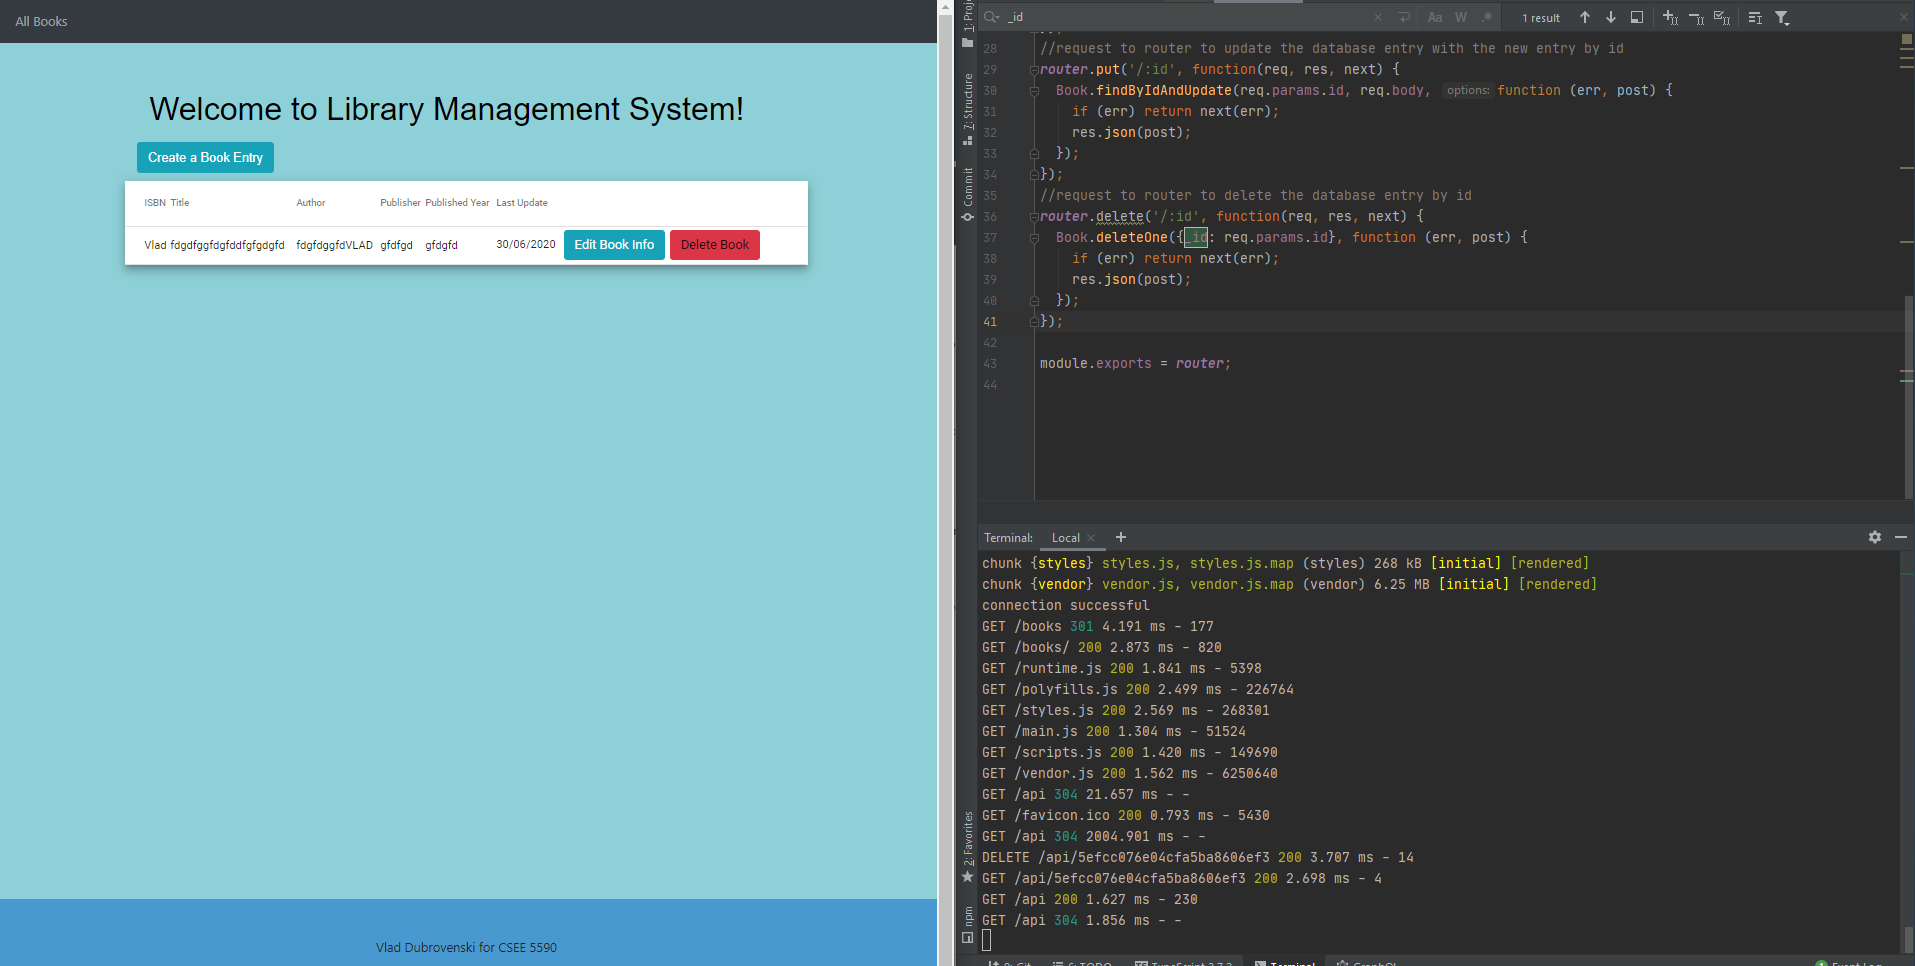 All Books
Welcome to Library Management System!
Create a Book Entry
ISBN Title Author Publisher Published Year Last Update
Vlad fdgdfggfdgfddfgfgdgfd fdgfdggfdVLAD gfdfgd gfdgfd 30/06/2020 Edit Book Info Delete Book
Vlad Dubrovenski for CSEE 5590
1: Proj
7: Structure
Commit
2: Favorites
npm
_id Aa W .* 1 result
28 //request to router to update the database entry with the new entry by id
29 router.put('/:id', function(req, res, next) {
30 Book.findByIdAndUpdate(req.params.id, req.body, options: function (err, post) {
31 if (err) return next(err);
32 res.json(post);
33 });
34 });
35 //request to router to delete the database entry by id
36 router.delete('/:id', function(req, res, next) {
37 Book.deleteOne({_id: req.params.id}, function (err, post) {
38 if (err) return next(err);
39 res.json(post);
40 });
41 });
42
43 module.exports = router;
44
Terminal: Local
chunk {styles} styles.js, styles.js.map (styles) 268 kB [initial] [rendered]
chunk {vendor} vendor.js, vendor.js.map (vendor) 6.25 MB [initial] [rendered]
connection successful
GET /books 301 4.191 ms - 177
GET /books/ 200 2.873 ms - 820
GET /runtime.js 200 1.841 ms - 5398
GET /polyfills.js 200 2.499 ms - 226764
GET /styles.js 200 2.569 ms - 268301
GET /main.js 200 1.304 ms - 51524
GET /scripts.js 200 1.420 ms - 149690
GET /vendor.js 200 1.562 ms - 6250640
GET /api 304 21.657 ms - -
GET /favicon.ico 200 0.793 ms - 5430
GET /api 304 2004.901 ms - -
DELETE /api/5efcc076e04cfa5ba8606ef3 200 3.707 ms - 14
GET /api/5efcc076e04cfa5ba8606ef3 200 2.698 ms - 4
GET /api 200 1.627 ms - 230
GET /api 304 1.856 ms - -
9: Git 6: TODO TypeScript 3.7.2 Terminal GraphQL Event Log